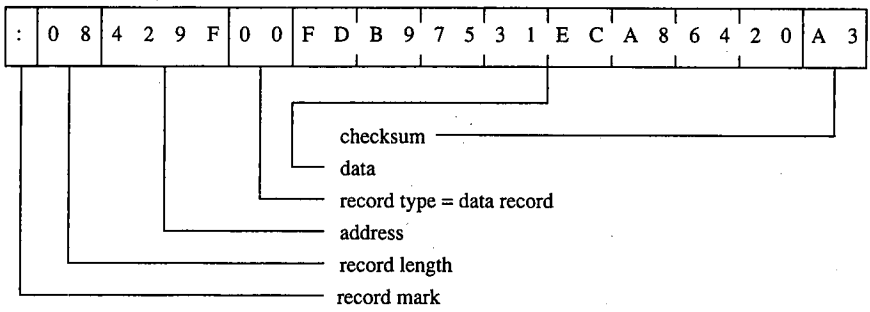 : 0 8 4 2 9 F 0 0 F D B 9 7 5 3 1 E C A 8 6 4 2 0 A 3
checksum
data
record type = data record
address
record length
record mark